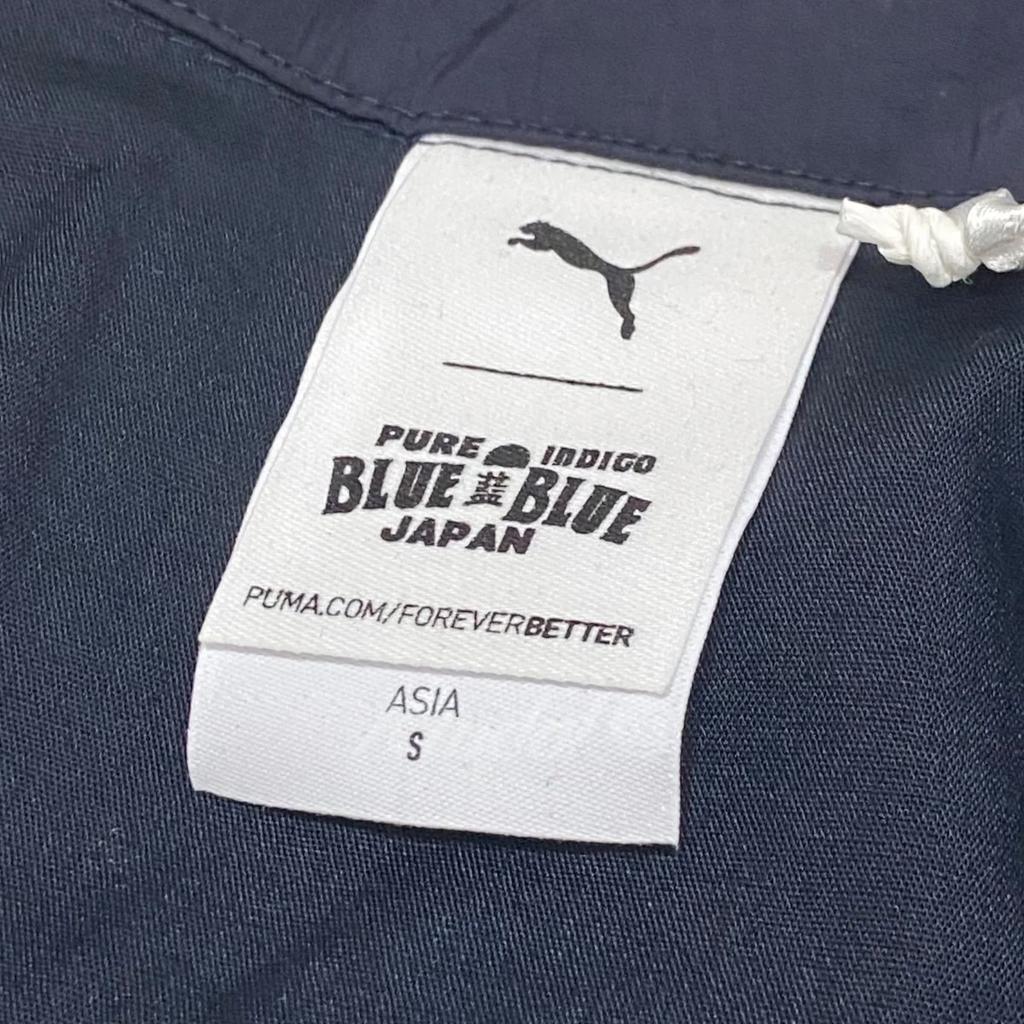 PURE INDIGO
BLUE 藍 BLUE
JAPAN
PUMA.COM/FOREVERBETTER
ASIA
S